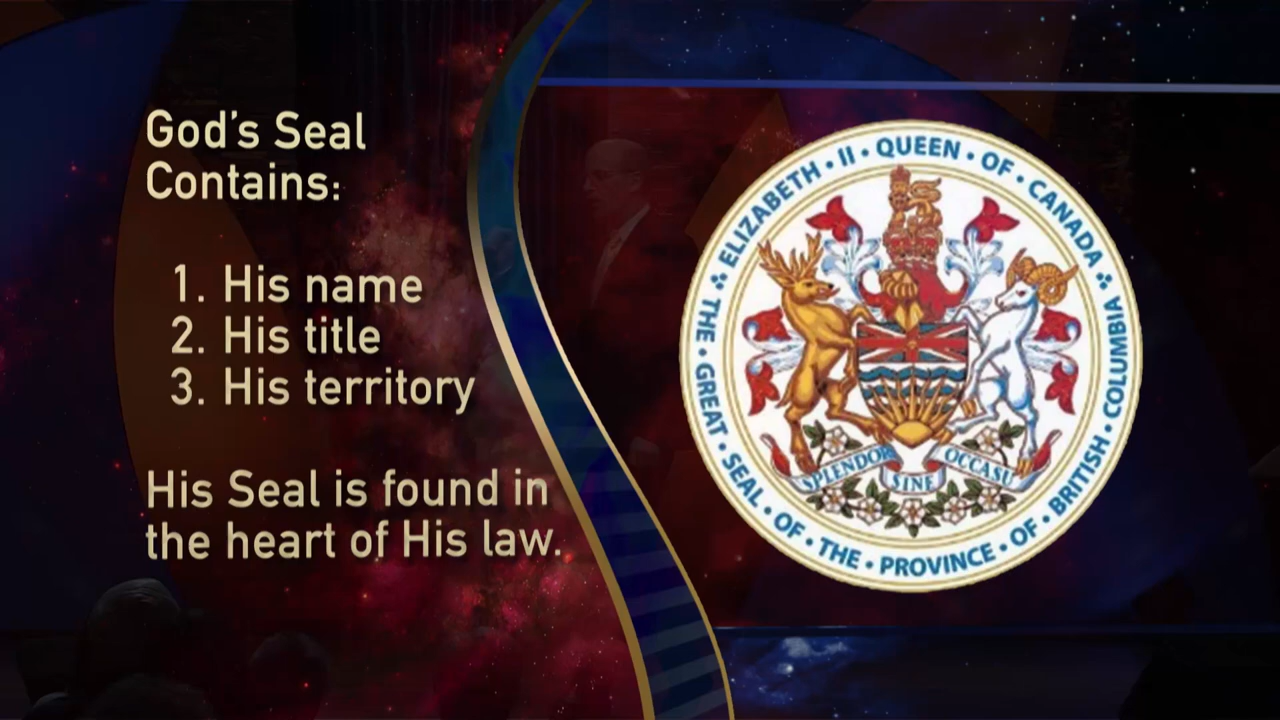 God's Seal
Contains:
1. His name
2. His title
3. His territory
His Seal is found in
the heart of His law.
ELIZABETH • II • QUEEN • OF • CANADA
THE • GREAT • SEAL • OF • THE • PROVINCE • OF • BRITISH • COLUMBIA
SPLENDOR SINE OCCASU